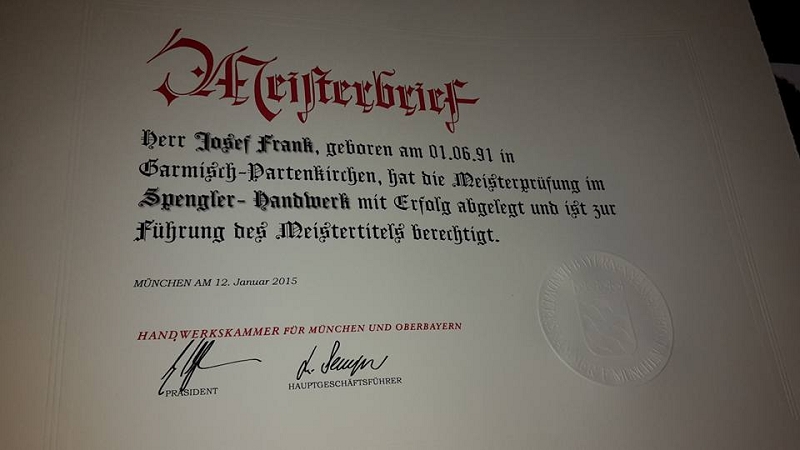 Meisterbrief
Herr Josef Frank, geboren am 01.06.91 in
Garmisch-Partenkirchen, hat die Meisterprüfung im
Spengler- Handwerk mit Erfolg abgelegt und ist zur
Führung des Meistertitels berechtigt.
MÜNCHEN AM 12. Januar 2015
HANDWERKSKAMMER FÜR MÜNCHEN UND OBERBAYERN
PRÄSIDENT
HAUPTGESCHÄFTSFÜHRER